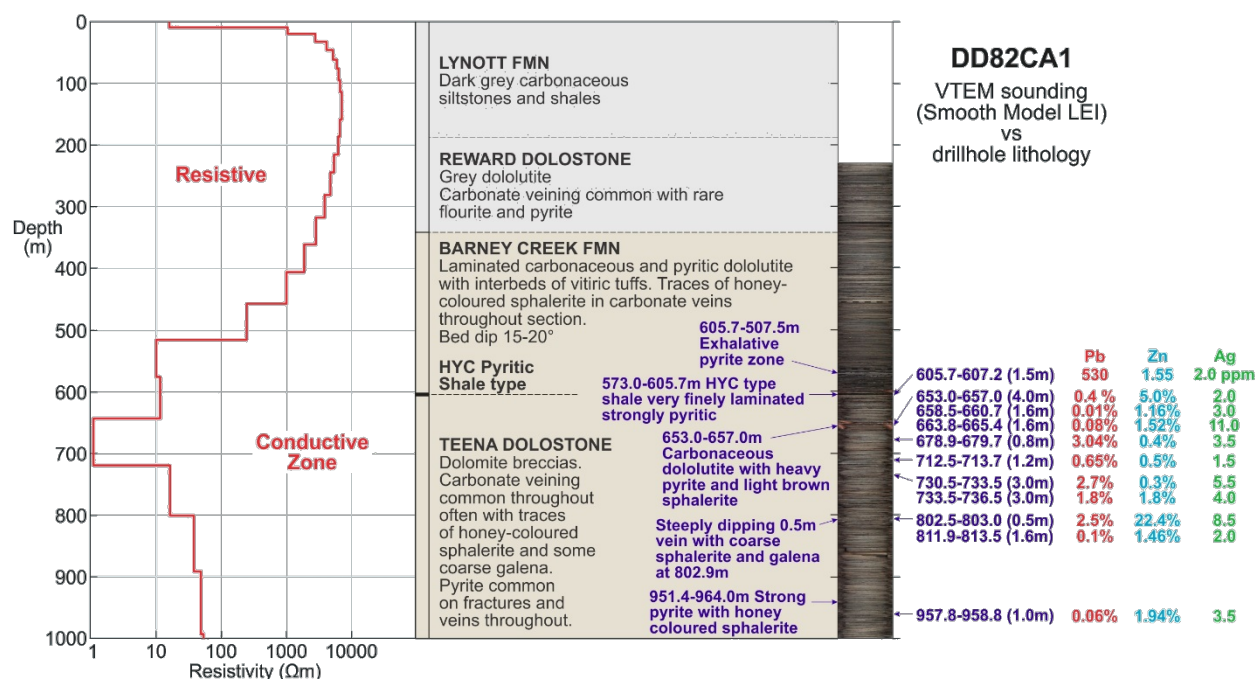 DD82CA1
VTEM sounding
(Smooth Model LEI)
vs
drillhole lithology
Depth
(m)
0
100
200
300
400
500
600
700
800
900
1000
1
10
100
1000
10000
Resistivity (Ωm)
Resistive
Conductive
Zone
LYNOTT FMN
Dark grey carbonaceous
siltstones and shales
REWARD DOLOSTONE
Grey dololutite
Carbonate veining common with rare
flourite and pyrite
BARNEY CREEK FMN
Laminated carbonaceous and pyritic dololutite
with interbeds of vitiric tuffs. Traces of honey-
coloured sphalerite in carbonate veins
throughout section.
Bed dip 15-20°
HYC Pyritic
Shale type
TEENA DOLOSTONE
Dolomite breccias.
Carbonate veining
common throughout
often with traces
of honey-coloured
sphalerite and some
coarse galena.
Pyrite common
on fractures and
veins throughout.
605.7-507.5m
Exhalative
pyrite zone
573.0-605.7m HYC type
shale very finely laminated
strongly pyritic
653.0-657.0m
Carbonaceous
dololutite with heavy
pyrite and light brown
sphalerite
Steeply dipping 0.5m
vein with coarse
sphalerite and galena
at 802.9m
951.4-964.0m Strong
pyrite with honey
coloured sphalerite
Pb Zn Ag
605.7-607.2 (1.5m) 530 1.55 2.0 ppm
653.0-657.0 (4.0m) 0.4 % 5.0% 2.0
658.5-660.7 (1.6m) 0.01% 1.16% 3.0
663.8-665.4 (1.6m) 0.08% 1.52% 11.0
678.9-679.7 (0.8m) 3.04% 0.4% 3.5
712.5-713.7 (1.2m) 0.65% 0.5% 1.5
730.5-733.5 (3.0m) 2.7% 0.3% 5.5
733.5-736.5 (3.0m) 1.8% 1.8% 4.0
802.5-803.0 (0.5m) 2.5% 22.4% 8.5
811.9-813.5 (1.6m) 0.1% 1.46% 2.0
957.8-958.8 (1.0m) 0.06% 1.94% 3.5